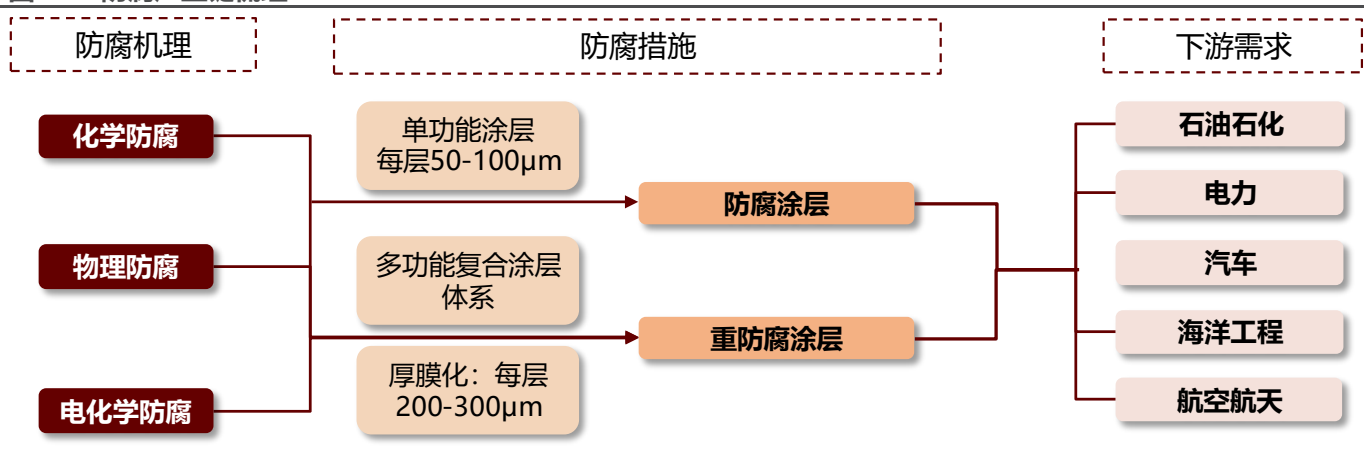 防腐机理
防腐措施
下游需求
化学防腐
物理防腐
电化学防腐
单功能涂层
每层50-100μm
多功能复合涂层
体系
厚膜化：每层
200-300μm
防腐涂层
重防腐涂层
石油石化
电力
汽车
海洋工程
航空航天